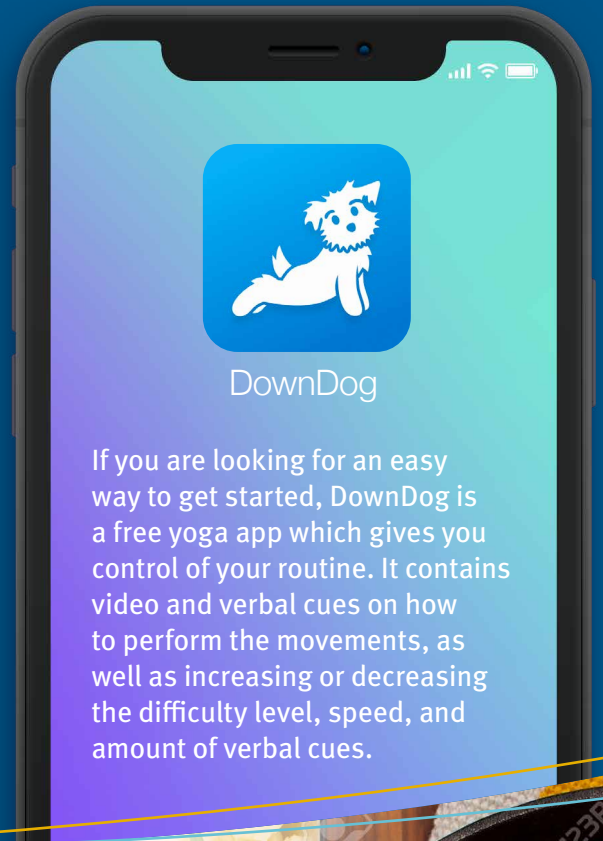 DownDog
If you are looking for an easy
way to get started, DownDog is
a free yoga app which gives you
control of your routine. It contains
video and verbal cues on how
to perform the movements, as
well as increasing or decreasing
the difficulty level, speed, and
amount of verbal cues.